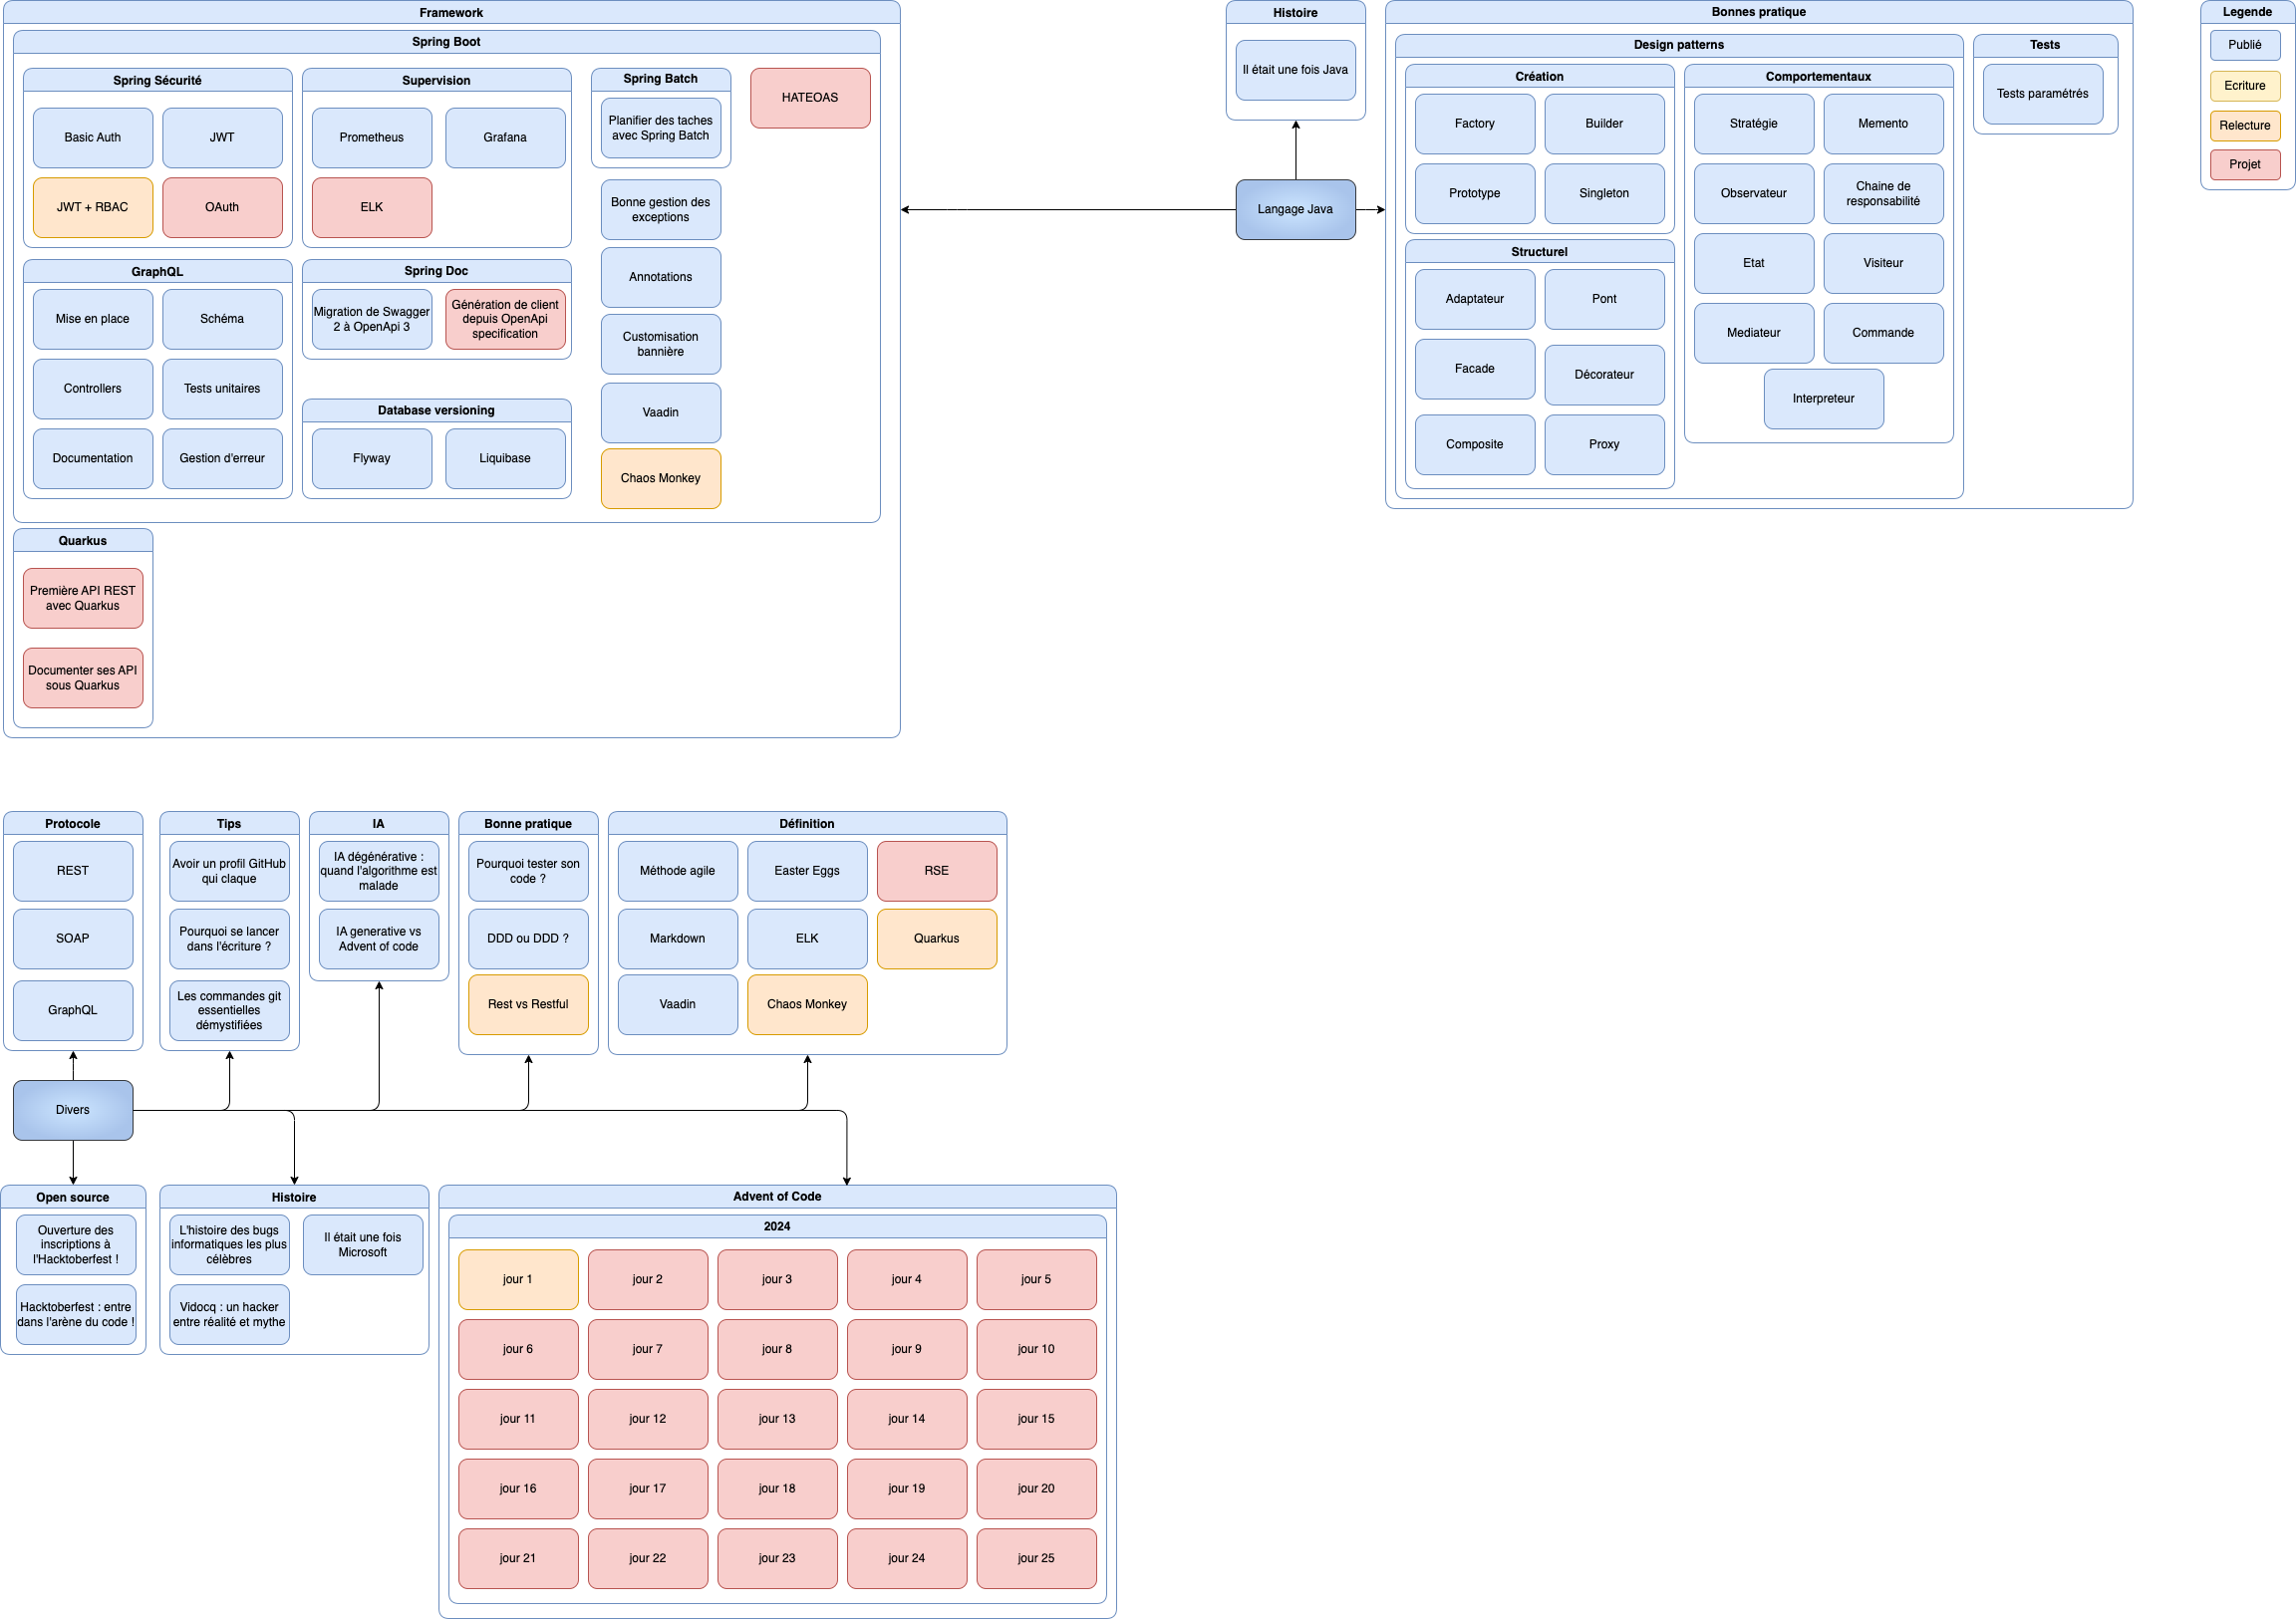 Framework
Spring Boot
Spring Sécurité
Basic Auth
JWT
JWT + RBAC
OAuth
Supervision
Prometheus
Grafana
ELK
Spring Batch
Planifier des taches
avec Spring Batch
HATEOAS
Bonne gestion des
exceptions
Annotations
Customisation
bannière
Vaadin
Chaos Monkey
GraphQL
Mise en place
Schéma
Controllers
Tests unitaires
Documentation
Gestion d'erreur
Spring Doc
Migration de Swagger
2 à OpenApi 3
Génération de client
depuis OpenApi
specification
Database versioning
Flyway
Liquibase
Quarkus
Première API REST
avec Quarkus
Documenter ses API
sous Quarkus
Histoire
Il était une fois Java
Langage Java
Bonnes pratique
Design patterns
Création
Factory
Builder
Prototype
Singleton
Structurel
Adaptateur
Pont
Facade
Décorateur
Composite
Proxy
Comportementaux
Stratégie
Memento
Observateur
Chaine de
responsabilité
Etat
Visiteur
Mediateur
Commande
Interpreteur
Tests
Tests paramétrés
Legende
Publié
Ecriture
Relecture
Projet
Protocole
REST
SOAP
GraphQL
Tips
Avoir un profil GitHub
qui claque
Pourquoi se lancer
dans l'écriture ?
Les commandes git
essentielles
démystifiées
IA
IA dégénérative :
quand l'algorithme est
malade
IA generative vs
Advent of code
Bonne pratique
Pourquoi tester son
code ?
DDD ou DDD ?
Rest vs Restful
Définition
Méthode agile
Easter Eggs
RSE
Markdown
ELK
Quarkus
Vaadin
Chaos Monkey
Divers
Open source
Ouverture des
inscriptions à
l'Hacktoberfest !
Hacktoberfest : entre
dans l'arène du code !
Histoire
L'histoire des bugs
informatiques les plus
célèbres
Il était une fois
Microsoft
Vidocq : un hacker
entre réalité et mythe
Advent of Code
2024
jour 1
jour 2
jour 3
jour 4
jour 5
jour 6
jour 7
jour 8
jour 9
jour 10
jour 11
jour 12
jour 13
jour 14
jour 15
jour 16
jour 17
jour 18
jour 19
jour 20
jour 21
jour 22
jour 23
jour 24
jour 25